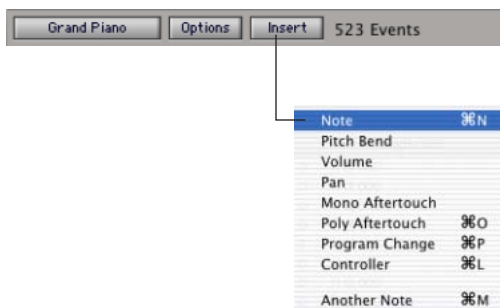 Grand Piano Options Insert 523 Events
Note ⌘N
Pitch Bend
Volume
Pan
Mono Aftertouch
Poly Aftertouch ⌘O
Program Change ⌘P
Controller ⌘L
Another Note ⌘M